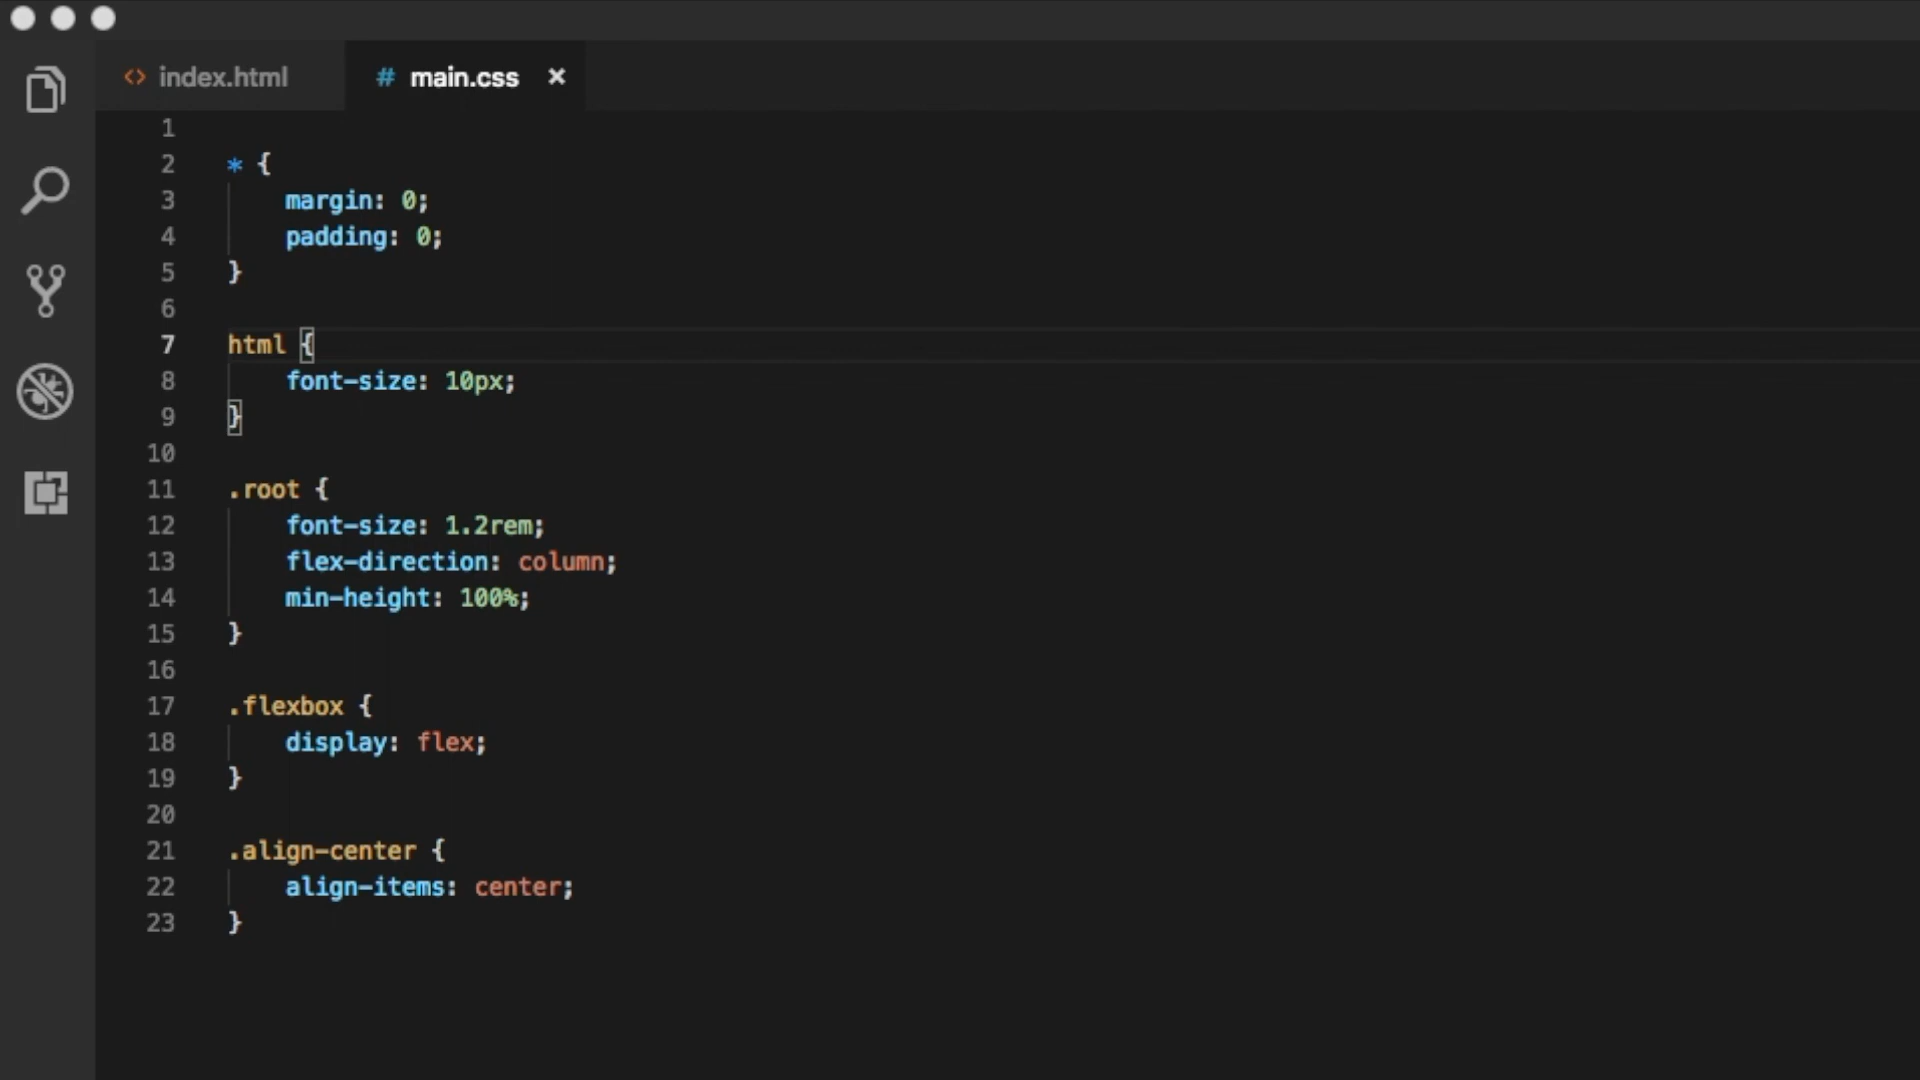 index.html
main.css
1
2 * {
3 margin: 0;
4 padding: 0;
5 }
6
7 html {
8 font-size: 10px;
9 }
10
11 .root {
12 font-size: 1.2rem;
13 flex-direction: column;
14 min-height: 100%;
15 }
16
17 .flexbox {
18 display: flex;
19 }
20
21 .align-center {
22 align-items: center;
23 }